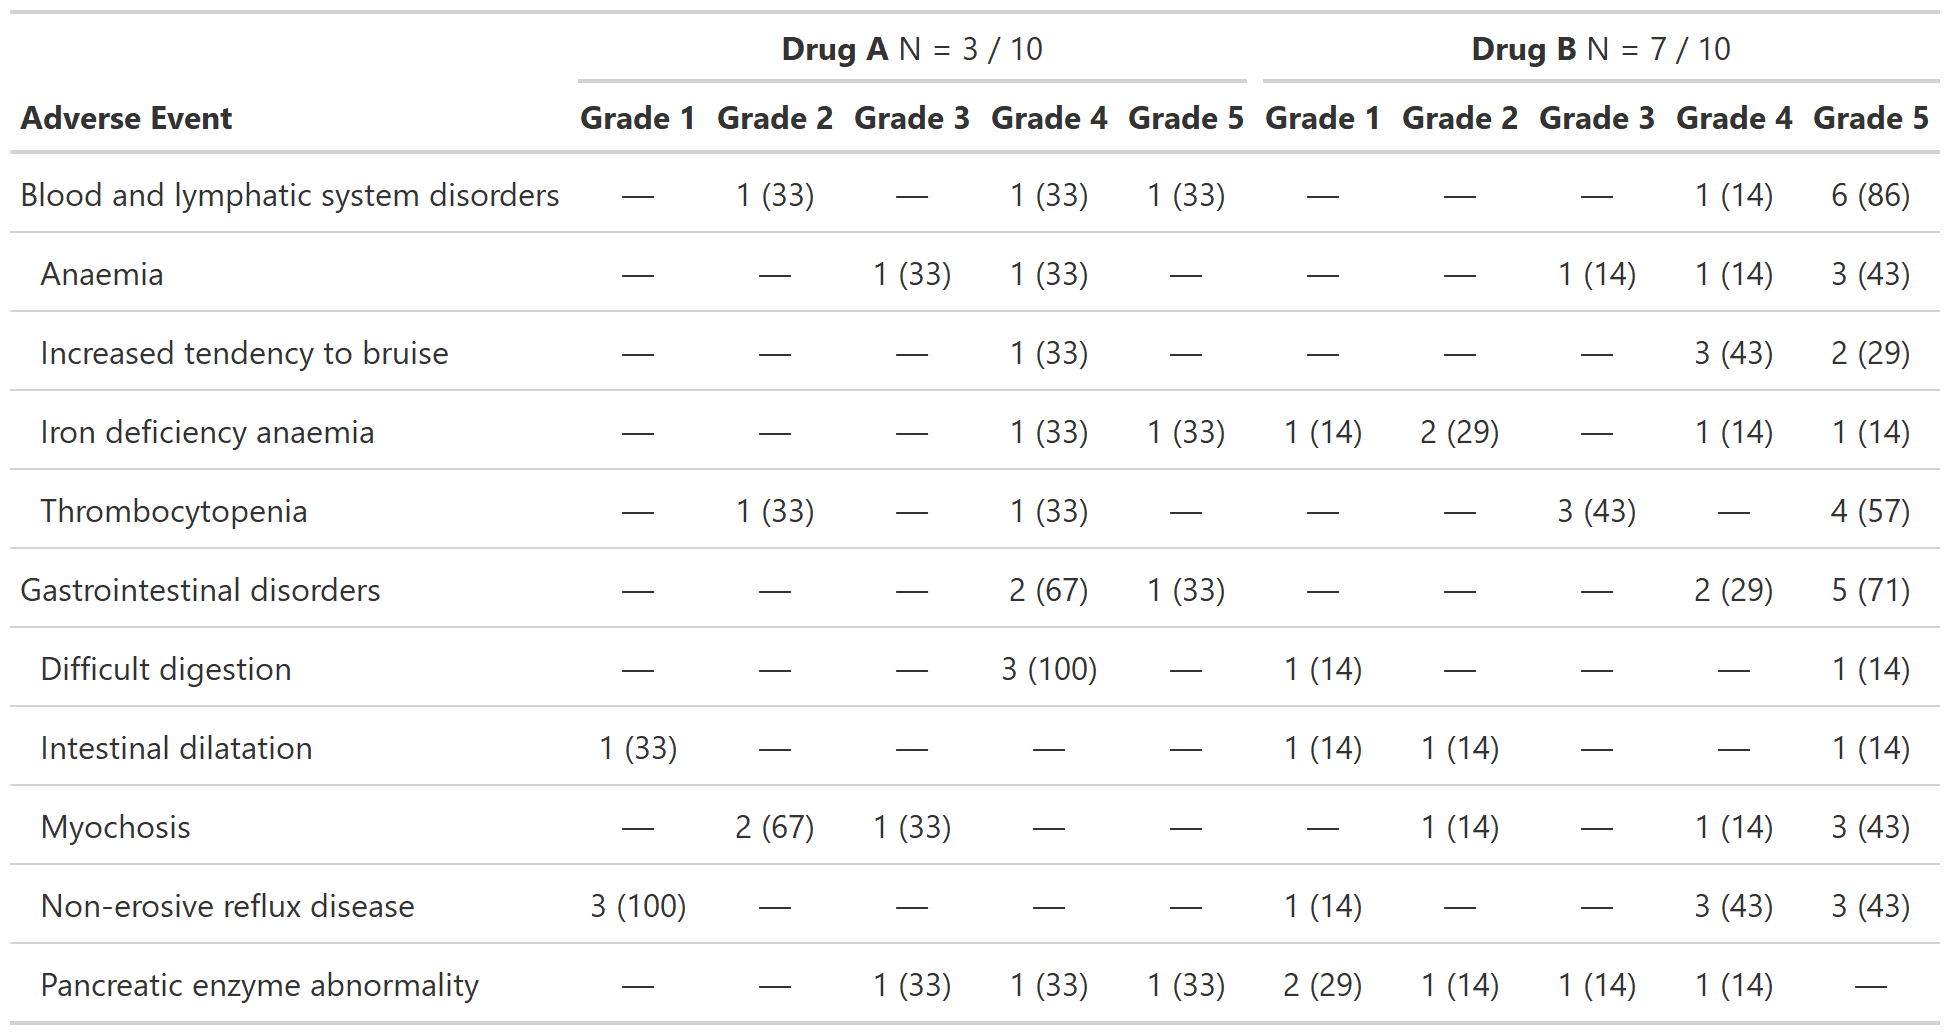 Drug A N = 3 / 10 Drug B N = 7 / 10
Adverse Event Grade 1 Grade 2 Grade 3 Grade 4 Grade 5 Grade 1 Grade 2 Grade 3 Grade 4 Grade 5
Blood and lymphatic system disorders — 1 (33) — 1 (33) 1 (33) — — — 1 (14) 6 (86)
Anaemia — — 1 (33) 1 (33) — — — 1 (14) 1 (14) 3 (43)
Increased tendency to bruise — — — 1 (33) — — — — 3 (43) 2 (29)
Iron deficiency anaemia — — — 1 (33) 1 (33) 1 (14) 2 (29) — 1 (14) 1 (14)
Thrombocytopenia — 1 (33) — 1 (33) — — — 3 (43) — 4 (57)
Gastrointestinal disorders — — — 2 (67) 1 (33) — — — 2 (29) 5 (71)
Difficult digestion — — — 3 (100) — 1 (14) — — — 1 (14)
Intestinal dilatation 1 (33) — — — — 1 (14) 1 (14) — — 1 (14)
Myochosis — 2 (67) 1 (33) — — — 1 (14) — 1 (14) 3 (43)
Non-erosive reflux disease 3 (100) — — — — 1 (14) — — 3 (43) 3 (43)
Pancreatic enzyme abnormality — — 1 (33) 1 (33) 1 (33) 2 (29) 1 (14) 1 (14) 1 (14) —